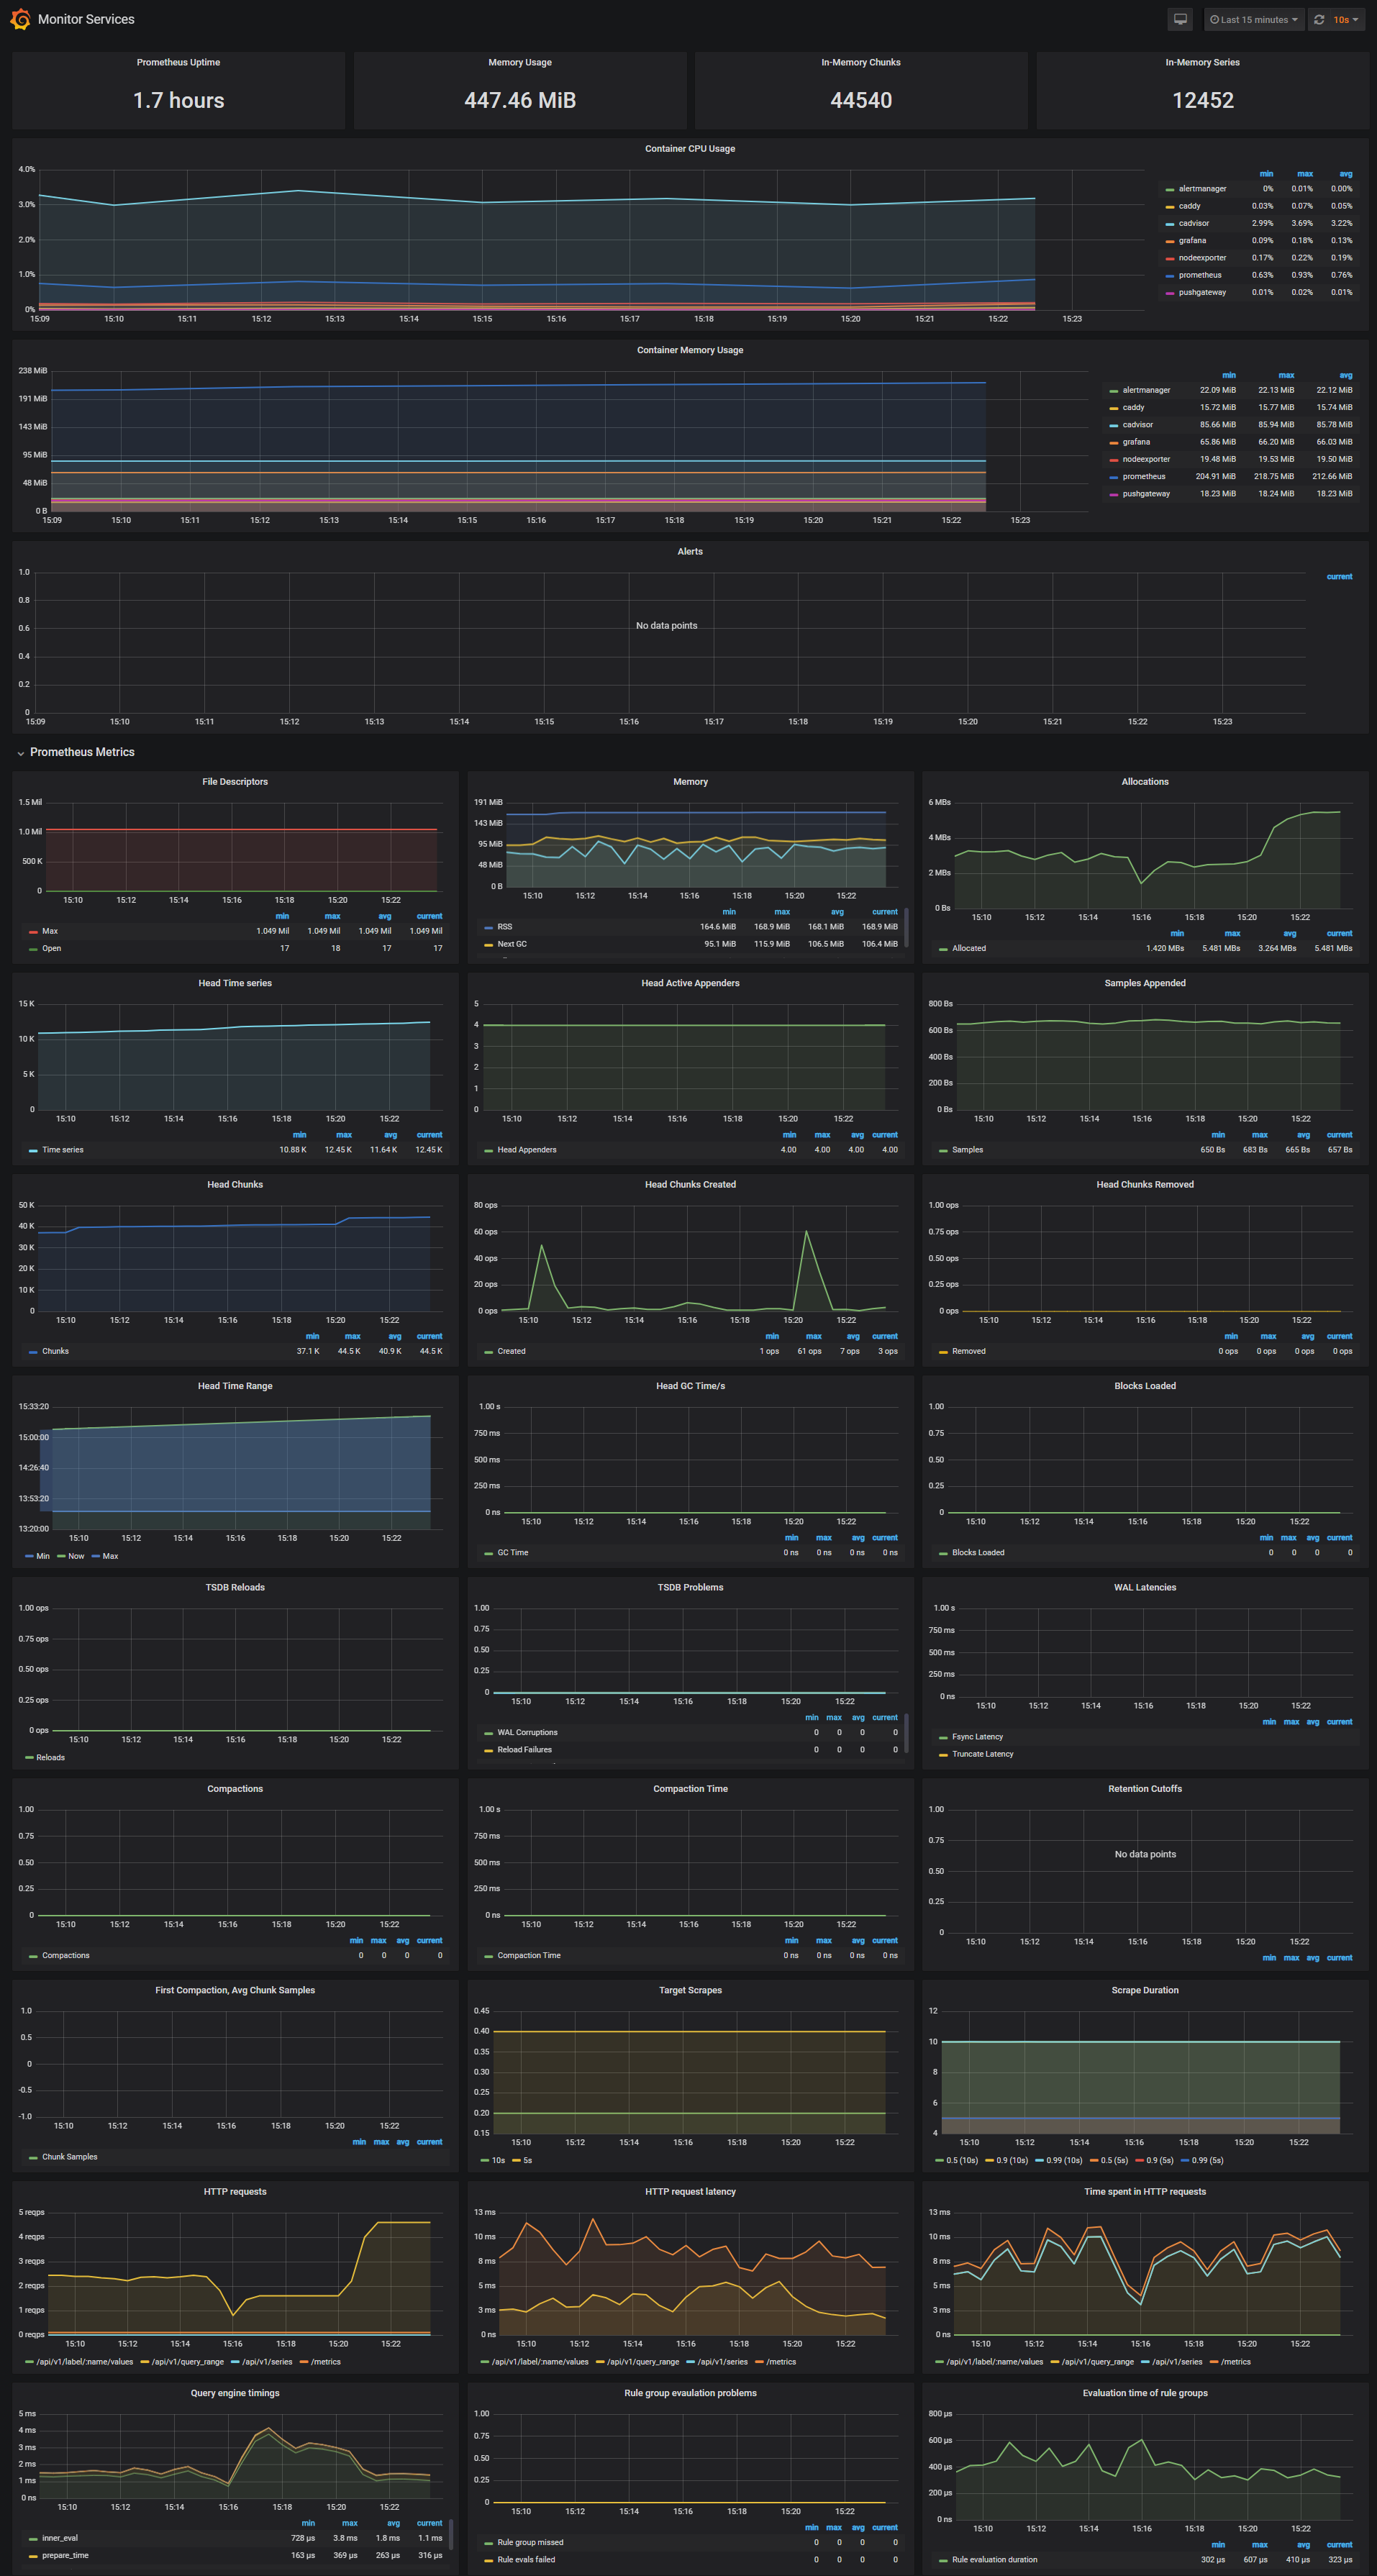 Monitor Services
Last 15 minutes
10s
Prometheus Uptime
1.7 hours
Memory Usage
447.46 MiB
In-Memory Chunks
44540
In-Memory Series
12452
Container CPU Usage
4.0%
3.0%
2.0%
1.0%
0%
15:09 15:10 15:11 15:12 15:13 15:14 15:15 15:16 15:17 15:18 15:19 15:20 15:21 15:22 15:23
min max avg
alertmanager 0% 0.01% 0.00%
caddy 0.03% 0.07% 0.05%
cadvisor 2.99% 3.69% 3.22%
grafana 0.09% 0.18% 0.13%
nodeexporter 0.17% 0.22% 0.19%
prometheus 0.63% 0.93% 0.76%
pushgateway 0.01% 0.02% 0.01%
Container Memory Usage
238 MiB
191 MiB
143 MiB
95 MiB
48 MiB
0 B
15:09 15:10 15:11 15:12 15:13 15:14 15:15 15:16 15:17 15:18 15:19 15:20 15:21 15:22 15:23
min max avg
alertmanager 22.09 MiB 22.13 MiB 22.12 MiB
caddy 15.72 MiB 15.77 MiB 15.74 MiB
cadvisor 85.66 MiB 85.94 MiB 85.78 MiB
grafana 65.86 MiB 66.20 MiB 66.03 MiB
nodeexporter 19.48 MiB 19.53 MiB 19.50 MiB
prometheus 204.91 MiB 218.75 MiB 212.66 MiB
pushgateway 18.23 MiB 18.24 MiB 18.23 MiB
Alerts
1.0
0.8
0.6
0.4
0.2
0
No data points
15:09 15:10 15:11 15:12 15:13 15:14 15:15 15:16 15:17 15:18 15:19 15:20 15:21 15:22 15:23
current
Prometheus Metrics
File Descriptors
1.5 Mil
1.0 Mil
500 K
0
15:10 15:12 15:14 15:16 15:18 15:20 15:22
min max avg current
Max 1.049 Mil 1.049 Mil 1.049 Mil 1.049 Mil
Open 17 18 17 17
Memory
191 MiB
143 MiB
95 MiB
48 MiB
0 B
15:10 15:12 15:14 15:16 15:18 15:20 15:22
min max avg current
RSS 164.6 MiB 168.9 MiB 168.1 MiB 168.9 MiB
Next GC 95.1 MiB 115.9 MiB 106.5 MiB 106.4 MiB
Allocations
6 MBs
4 MBs
2 MBs
0 Bs
15:10 15:12 15:14 15:16 15:18 15:20 15:22
min max avg current
Allocated 1.420 MBs 5.481 MBs 3.264 MBs 5.481 MBs
Head Time series
15 K
10 K
5 K
0
15:10 15:12 15:14 15:16 15:18 15:20 15:22
min max avg current
Time series 10.88 K 12.45 K 11.64 K 12.45 K
Head Active Appenders
5
4
3
2
1
0
15:10 15:12 15:14 15:16 15:18 15:20 15:22
min max avg current
Head Appenders 4.00 4.00 4.00 4.00
Samples Appended
800 Bs
600 Bs
400 Bs
200 Bs
0 Bs
15:10 15:12 15:14 15:16 15:18 15:20 15:22
min max avg current
Samples 650 Bs 683 Bs 665 Bs 657 Bs
Head Chunks
50 K
40 K
30 K
20 K
10 K
0
15:10 15:12 15:14 15:16 15:18 15:20 15:22
min max avg current
Chunks 37.1 K 44.5 K 40.9 K 44.5 K
Head Chunks Created
80 ops
60 ops
40 ops
20 ops
0 ops
15:10 15:12 15:14 15:16 15:18 15:20 15:22
min max avg current
Created 1 ops 61 ops 7 ops 3 ops
Head Chunks Removed
1.00 ops
0.75 ops
0.50 ops
0.25 ops
0 ops
15:10 15:12 15:14 15:16 15:18 15:20 15:22
min max avg current
Removed 0 ops 0 ops 0 ops 0 ops
Head Time Range
15:33:20
15:00:00
14:26:40
13:53:20
13:20:00
15:10 15:12 15:14 15:16 15:18 15:20 15:22
Min Now Max
Head GC Time/s
1.00 s
750 ms
500 ms
250 ms
0 ns
15:10 15:12 15:14 15:16 15:18 15:20 15:22
min max avg current
GC Time 0 ns 0 ns 0 ns 0 ns
Blocks Loaded
1.00
0.75
0.50
0.25
0
15:10 15:12 15:14 15:16 15:18 15:20 15:22
min max avg current
Blocks Loaded 0 0 0 0
TSDB Reloads
1.00 ops
0.75 ops
0.50 ops
0.25 ops
0 ops
15:10 15:12 15:14 15:16 15:18 15:20 15:22
Reloads
TSDB Problems
1.00
0.75
0.50
0.25
0
15:10 15:12 15:14 15:16 15:18 15:20 15:22
min max avg current
WAL Corruptions 0 0 0 0
Reload Failures 0 0 0 0
WAL Latencies
1.00 s
750 ms
500 ms
250 ms
0 ns
15:10 15:12 15:14 15:16 15:18 15:20 15:22
min max avg current
Fsync Latency
Truncate Latency
Compactions
1.00
0.75
0.50
0.25
0
15:10 15:12 15:14 15:16 15:18 15:20 15:22
min max avg current
Compactions 0 0 0 0
Compaction Time
1.00 s
750 ms
500 ms
250 ms
0 ns
15:10 15:12 15:14 15:16 15:18 15:20 15:22
min max avg current
Compaction Time 0 ns 0 ns 0 ns 0 ns
Retention Cutoffs
1.00
0.75
0.50
0.25
0
No data points
15:10 15:12 15:14 15:16 15:18 15:20 15:22
min max avg current
First Compaction, Avg Chunk Samples
1.0
0.5
0
-0.5
-1.0
15:10 15:12 15:14 15:16 15:18 15:20 15:22
min max avg current
Chunk Samples
Target Scrapes
0.45
0.40
0.35
0.30
0.25
0.20
0.15
15:10 15:12 15:14 15:16 15:18 15:20 15:22
10s 5s
Scrape Duration
12
10
8
6
4
15:10 15:12 15:14 15:16 15:18 15:20 15:22
0.5 (10s) 0.9 (10s) 0.99 (10s) 0.5 (5s) 0.9 (5s) 0.99 (5s)
HTTP requests
5 reqps
4 reqps
3 reqps
2 reqps
1 reqps
0 reqps
15:10 15:12 15:14 15:16 15:18 15:20 15:22
/api/v1/label/:name/values /api/v1/query_range /api/v1/series /metrics
HTTP request latency
13 ms
10 ms
8 ms
5 ms
3 ms
0 ns
15:10 15:12 15:14 15:16 15:18 15:20 15:22
/api/v1/label/:name/values /api/v1/query_range /api/v1/series /metrics
Time spent in HTTP requests
13 ms
10 ms
8 ms
5 ms
3 ms
0 ns
15:10 15:12 15:14 15:16 15:18 15:20 15:22
/api/v1/label/:name/values /api/v1/query_range /api/v1/series /metrics
Query engine timings
5 ms
4 ms
3 ms
2 ms
1 ms
0 ns
15:10 15:12 15:14 15:16 15:18 15:20 15:22
min max avg current
inner_eval 728 µs 3.8 ms 1.8 ms 1.1 ms
prepare_time 163 µs 369 µs 263 µs 316 µs
Rule group evaulation problems
1.00
0.75
0.50
0.25
0
15:10 15:12 15:14 15:16 15:18 15:20 15:22
min max avg current
Rule group missed 0 0 0 0
Rule evals failed 0 0 0 0
Evaluation time of rule groups
800 µs
600 µs
400 µs
200 µs
0 ns
15:10 15:12 15:14 15:16 15:18 15:20 15:22
min max avg current
Rule evaluation duration 302 µs 607 µs 410 µs 323 µs